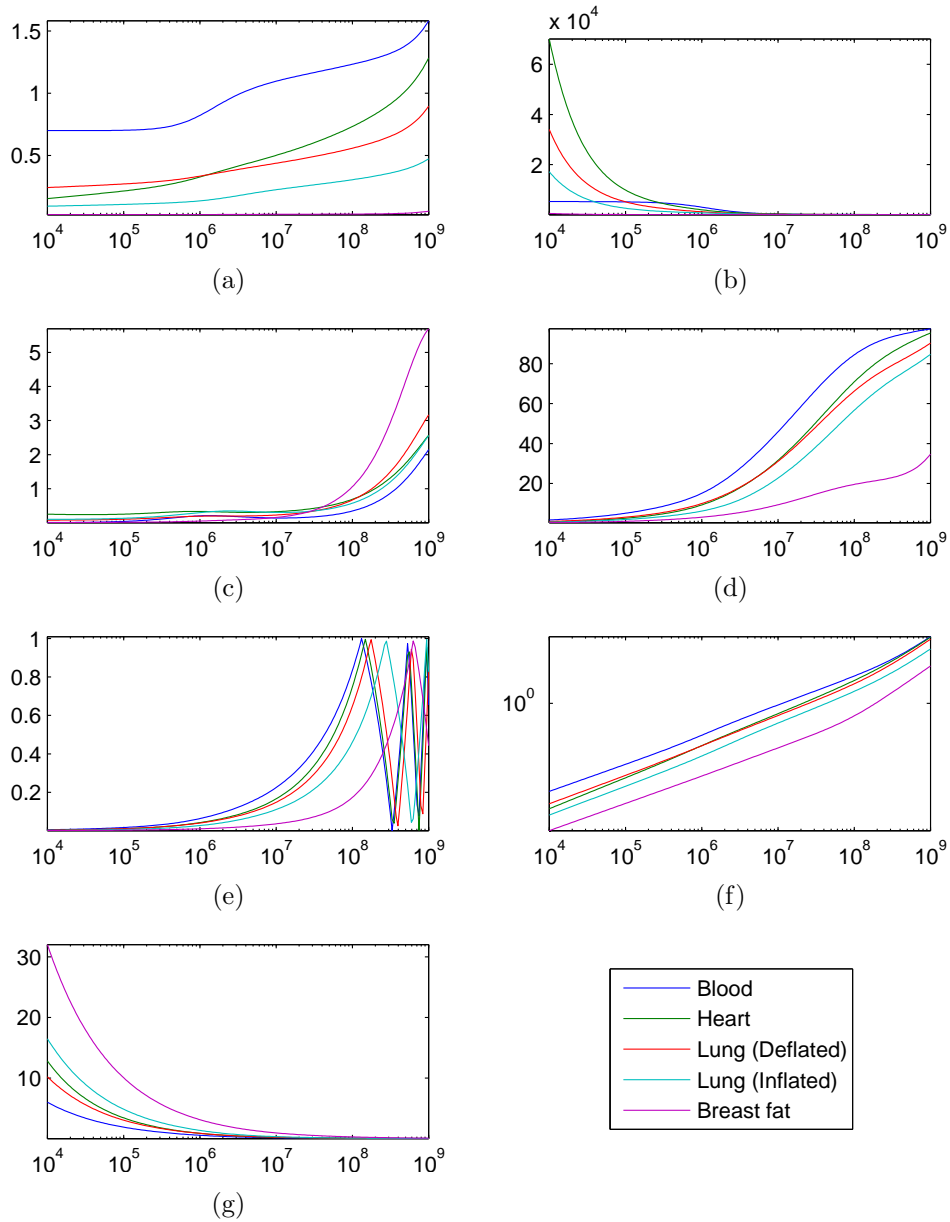 1.5
1
0.5
10^4 10^5 10^6 10^7 10^8 10^9
(a)
x 10^4
6
4
2
10^4 10^5 10^6 10^7 10^8 10^9
(b)
5
4
3
2
1
10^4 10^5 10^6 10^7 10^8 10^9
(c)
80
60
40
20
10^4 10^5 10^6 10^7 10^8 10^9
(d)
1
0.8
0.6
0.4
0.2
10^4 10^5 10^6 10^7 10^8 10^9
(e)
10^0
10^4 10^5 10^6 10^7 10^8 10^9
(f)
30
20
10
10^4 10^5 10^6 10^7 10^8 10^9
(g)
Blood
Heart
Lung (Deflated)
Lung (Inflated)
Breast fat